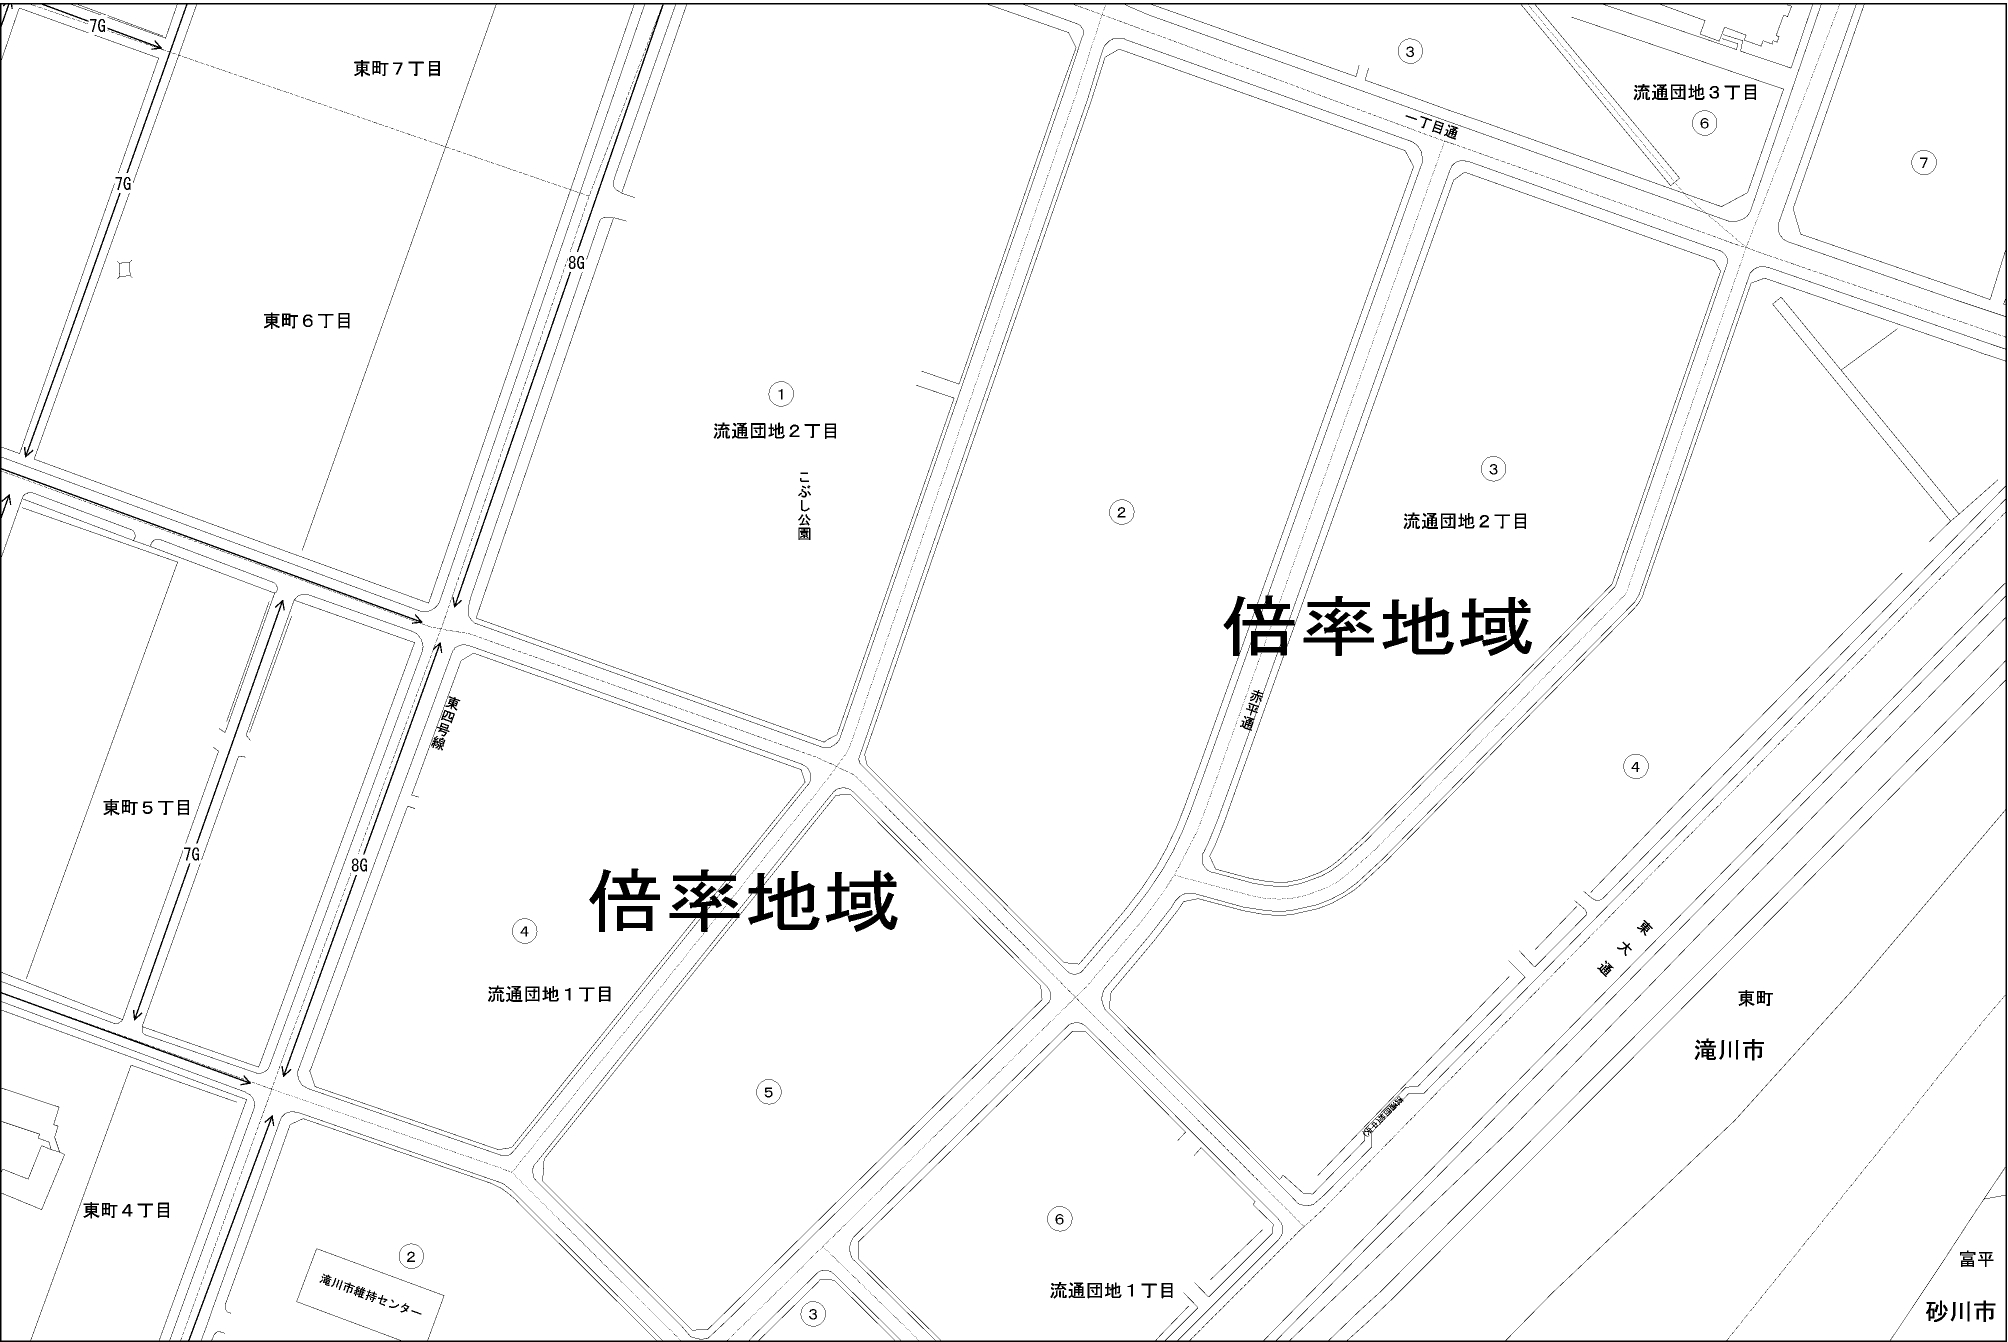 7G
東町７丁目
③
流通団地３丁目
⑥
一丁目通
⑦
7G
8G
東町６丁目
①
流通団地２丁目
こぶし公園
②
③
流通団地２丁目
倍率地域
赤平通
東四号線
④
東町５丁目
7G
8G
倍率地域
④
流通団地１丁目
東大通
東町
滝川市
⑤
東町４丁目
②
滝川市維持センター
⑥
流通団地１丁目
③
富平
砂川市